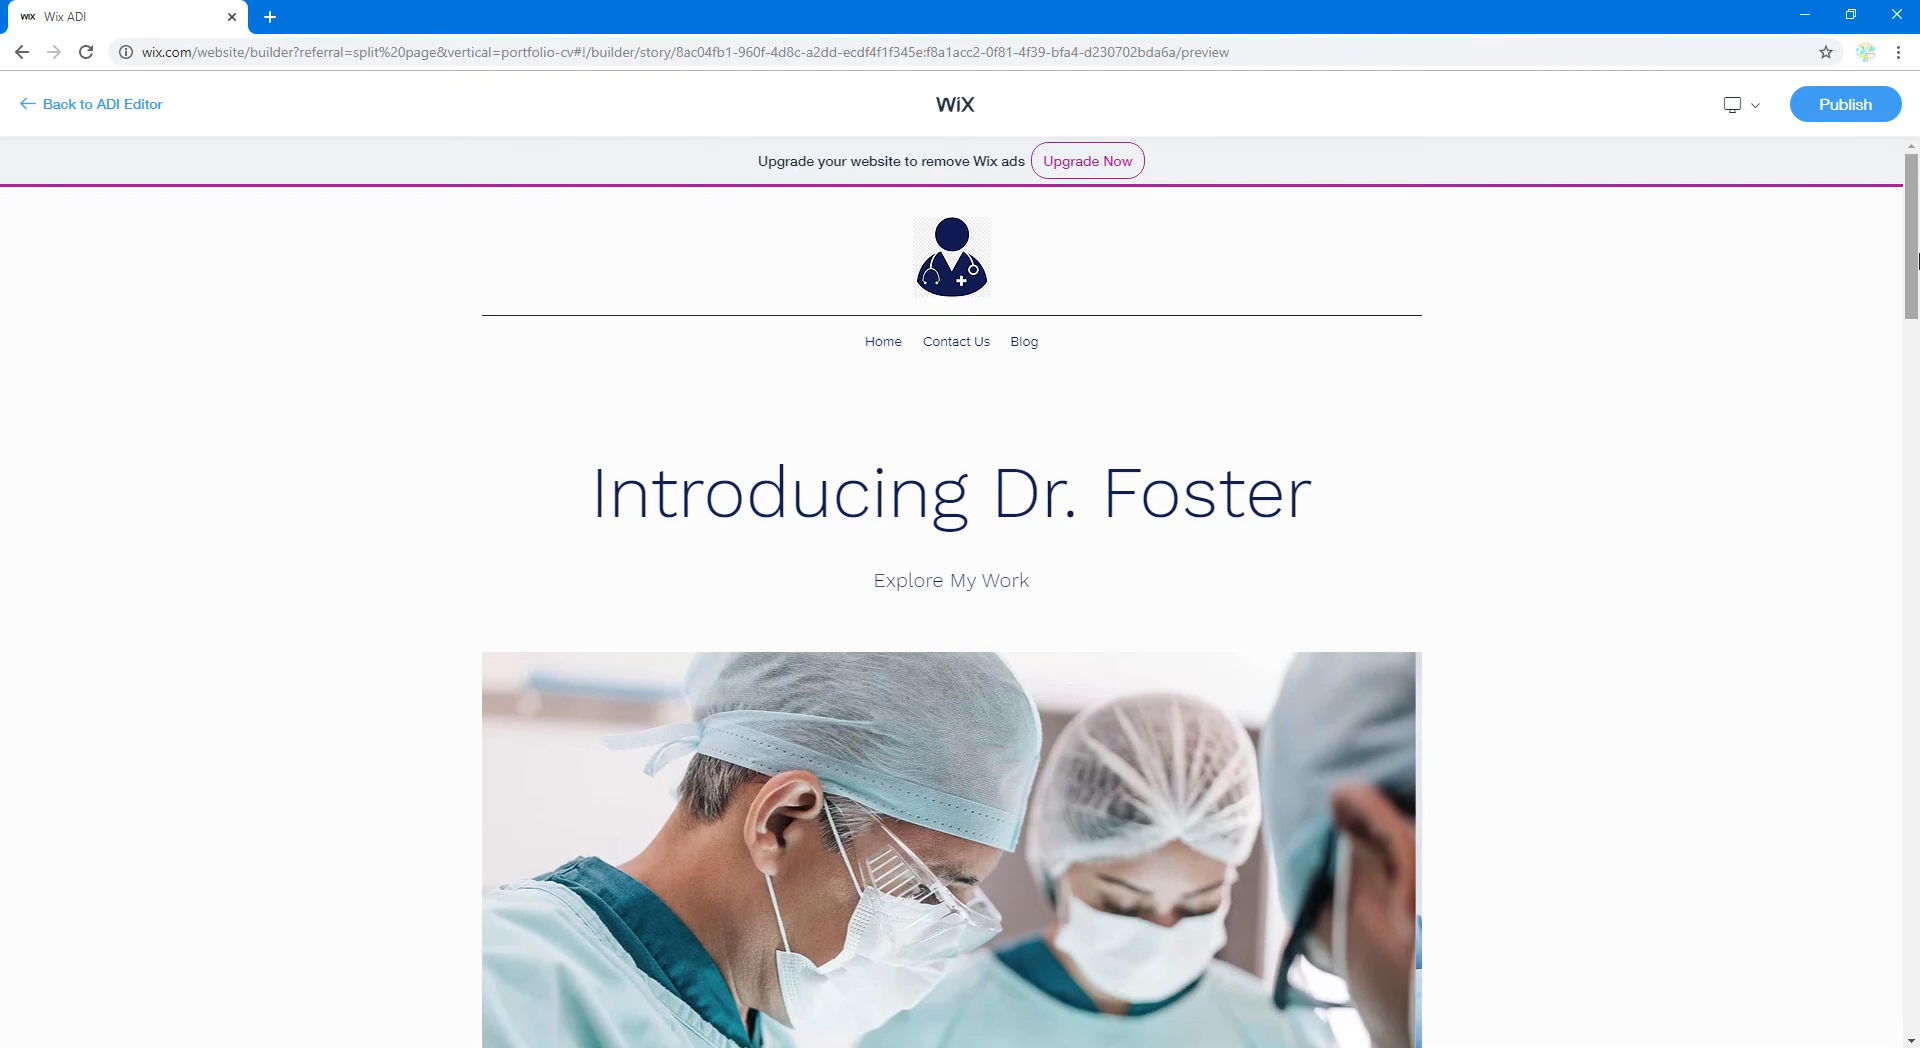 WiX Wix ADI
wix.com/website/builder?referral=split%20page&vertical=portfolio-cv#!/builder/story/8ac04fb1-960f-4d8c-a2dd-ecdf4f1f345e:f8a1acc2-0f81-4f39-bfa4-d230702bda6a/preview
Back to ADI Editor
WiX
Publish
Upgrade your website to remove Wix ads Upgrade Now
Home Contact Us Blog
Introducing Dr. Foster
Explore My Work